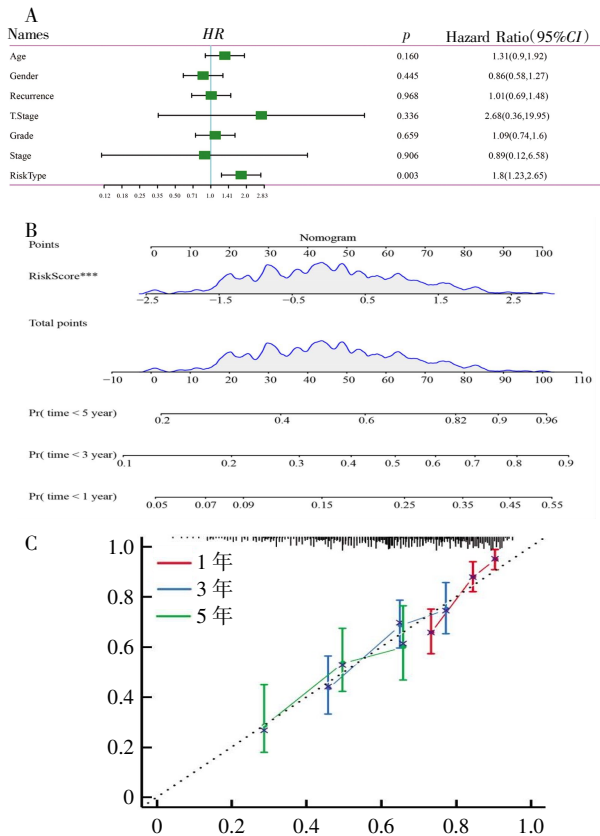 A
Names HR p Hazard Ratio(95%CI)
Age 0.160 1.31(0.9,1.92)
Gender 0.445 0.86(0.58,1.27)
Recurrence 0.968 1.01(0.69,1.48)
T.Stage 0.336 2.68(0.36,19.95)
Grade 0.659 1.09(0.74,1.6)
Stage 0.906 0.89(0.12,6.58)
RiskType 0.003 1.8(1.23,2.65)
0.12 0.18 0.25 0.35 0.50 0.71 1.0 1.41 2.0 2.83
B
Nomogram
Points 0 10 20 30 40 50 60 70 80 90 100
RiskScore***
−2.5 −1.5 −0.5 0.5 1.5 2.5
Total points
−10 0 10 20 30 40 50 60 70 80 90 100 110
Pr( time < 5 year) 0.2 0.4 0.6 0.82 0.9 0.96
Pr( time < 3 year) 0.1 0.2 0.3 0.4 0.5 0.6 0.7 0.8 0.9
Pr( time < 1 year) 0.05 0.07 0.09 0.15 0.25 0.35 0.45 0.55
C
1.0
0.8
0.6
0.4
0.2
0
1 年
3 年
5 年
0 0.2 0.4 0.6 0.8 1.0